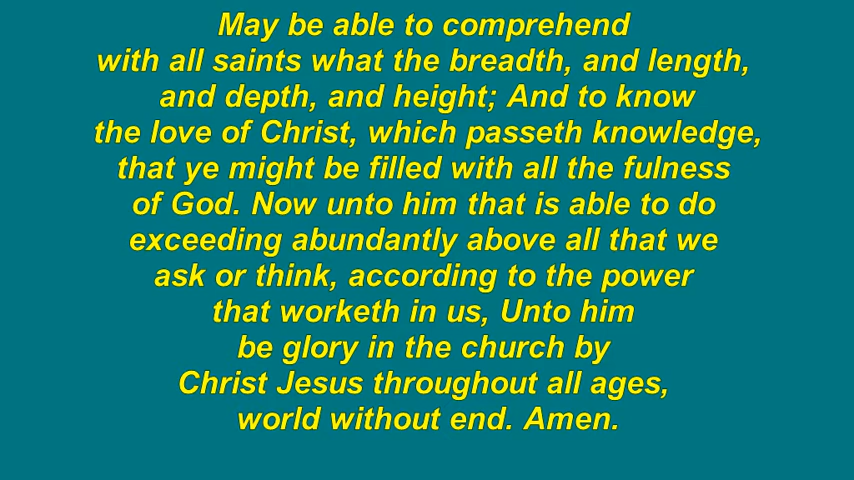 May be able to comprehend
with all saints what the breadth, and length,
and depth, and height; And to know
the love of Christ, which passeth knowledge,
that ye might be filled with all the fulness
of God. Now unto him that is able to do
exceeding abundantly above all that we
ask or think, according to the power
that worketh in us, Unto him
be glory in the church by
Christ Jesus throughout all ages,
world without end. Amen.